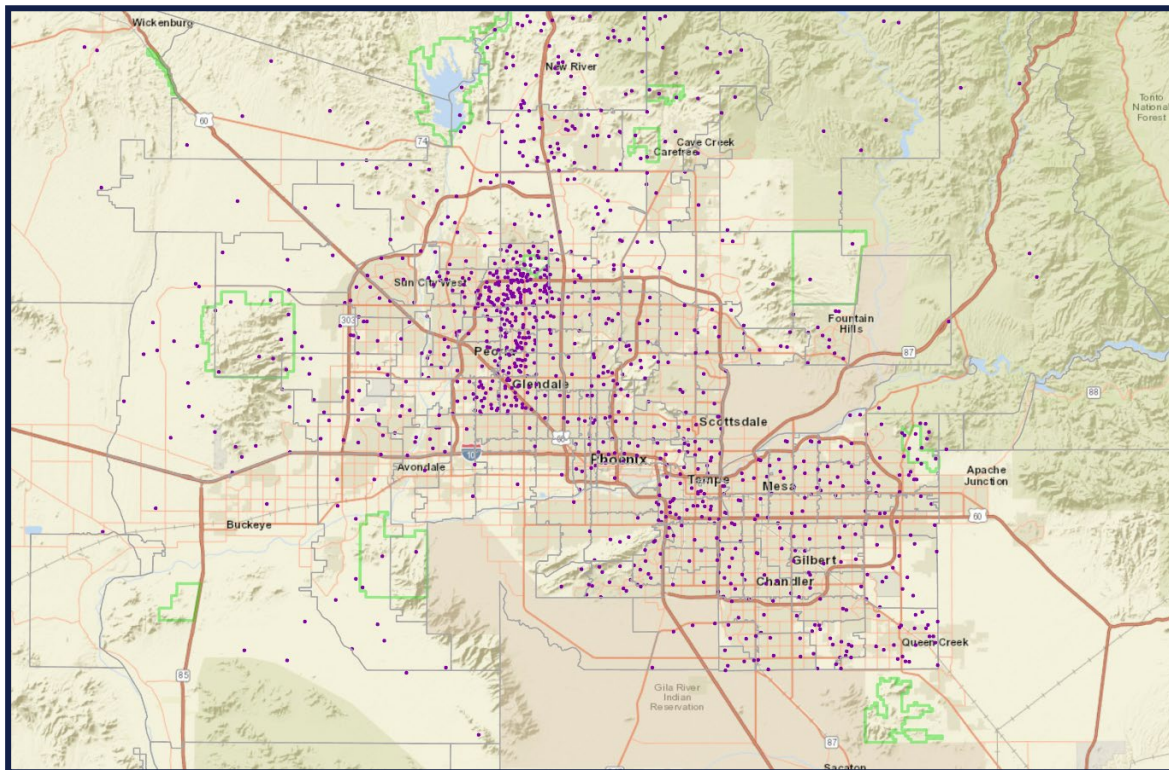 Wickenburg
New River
60
74
Tonto
National
Forest
Cave Creek
Carefree
Sun City West
303
Fountain
Hills
87
88
Glendale
Scottsdale
Phoenix
10
Avondale
Tempe
Mesa
Apache
Junction
60
Buckeye
Gilbert
Chandler
Queen Creek
85
Gila River
Indian
Reservation
87
Sacaton